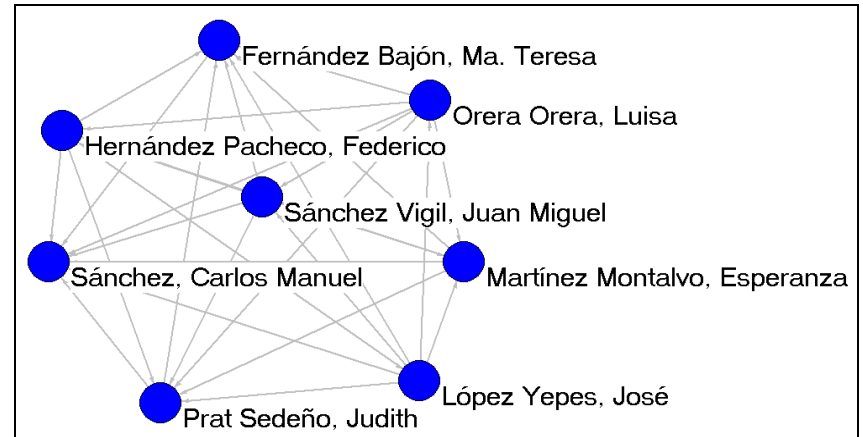 Fernández Bajón, Ma. Teresa
Orera Orera, Luisa
Hernández Pacheco, Federico
Sánchez Vigil, Juan Miguel
Sánchez, Carlos Manuel
Martínez Montalvo, Esperanza
López Yepes, José
Prat Sedeño, Judith